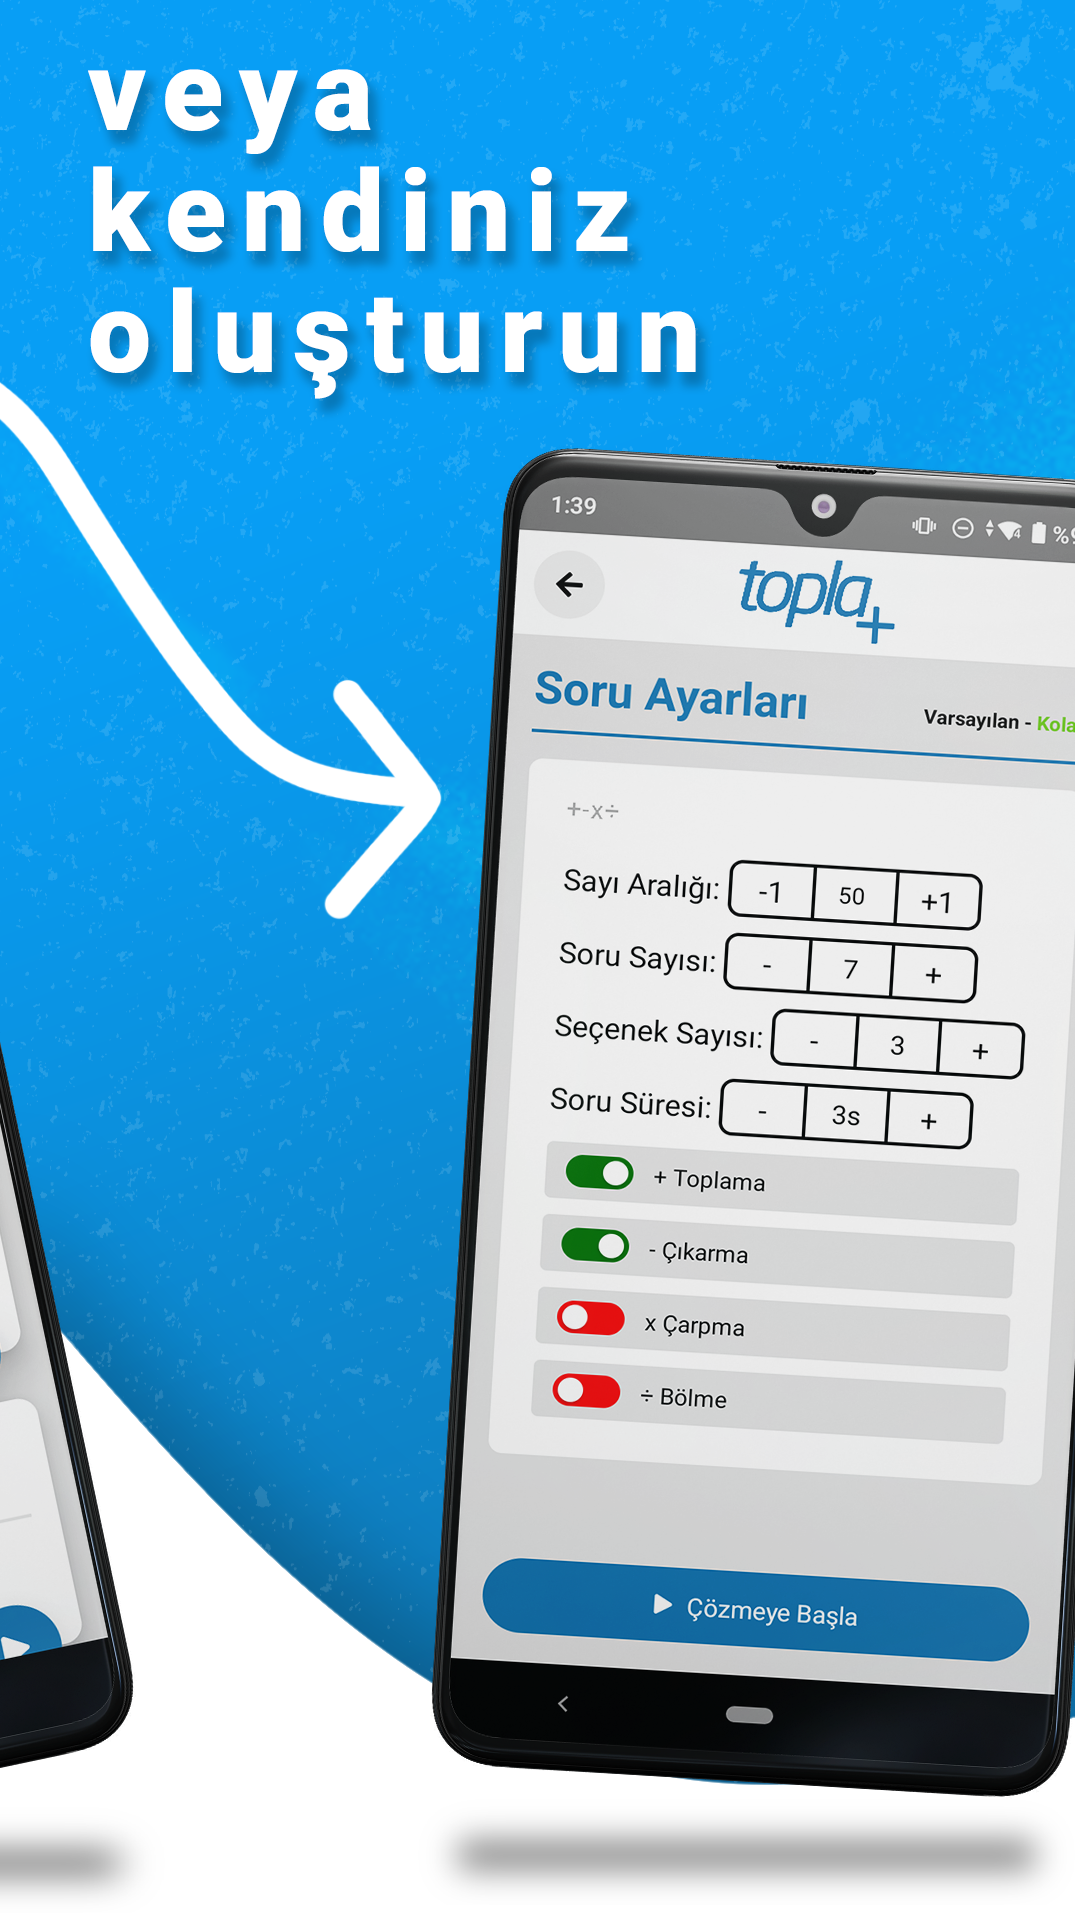 veya
kendiniz
oluşturun
1:39
topla+
Soru Ayarları
Varsayılan -
+-x÷
Sayı Aralığı: -1 50 +1
Soru Sayısı: - 7 +
Seçenek Sayısı: - 3 +
Soru Süresi: - 3s +
+ Toplama
- Çıkarma
x Çarpma
÷ Bölme
Çözmeye Başla